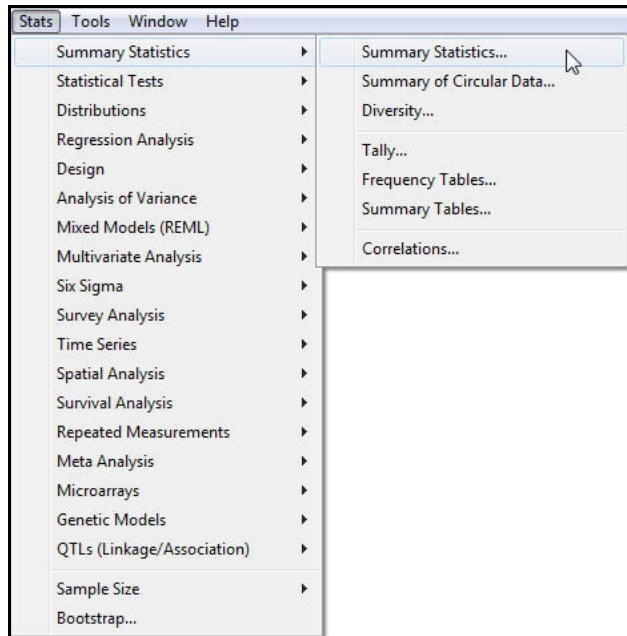 Stats Tools Window Help
Summary Statistics
Statistical Tests
Distributions
Regression Analysis
Design
Analysis of Variance
Mixed Models (REML)
Multivariate Analysis
Six Sigma
Survey Analysis
Time Series
Spatial Analysis
Survival Analysis
Repeated Measurements
Meta Analysis
Microarrays
Genetic Models
QTLs (Linkage/Association)
Sample Size
Bootstrap...
Summary Statistics...
Summary of Circular Data...
Diversity...
Tally...
Frequency Tables...
Summary Tables...
Correlations...